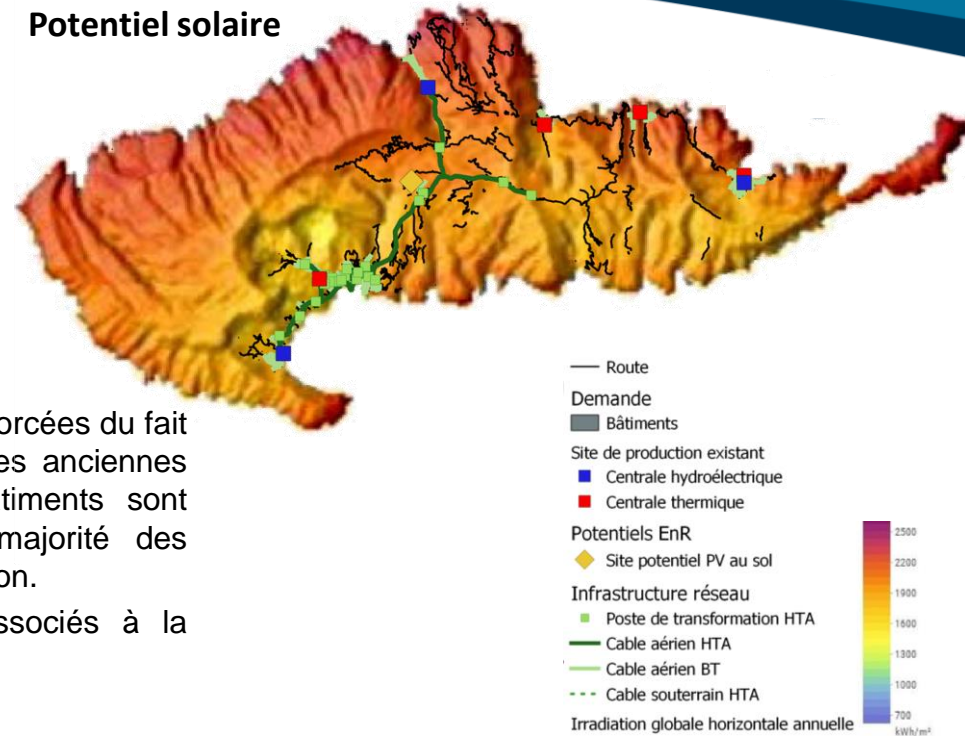 Potentiel solaire
orcées du fait
es anciennes
timents sont
majorité des
on.
ssociés à la
Route
Demande
Bâtiments
Site de production existant
Centrale hydroélectrique
Centrale thermique
Potentiels EnR
Site potentiel PV au sol
Infrastructure réseau
Poste de transformation HTA
Cable aérien HTA
Cable aérien BT
Cable souterrain HTA
Irradiation globale horizontale annuelle
2500
2200
1900
1600
1300
1000
700
kWh/m²